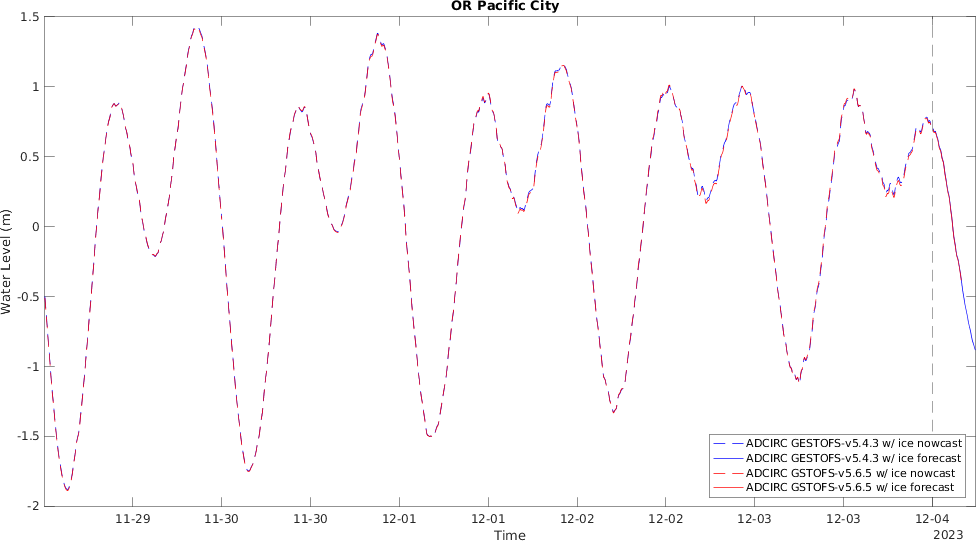 OR Pacific City
1.5
1
0.5
0
-0.5
-1
-1.5
-2
Water Level (m)
11-29
11-30
11-30
12-01
12-01
12-02
12-02
12-03
12-03
12-04
2023
Time
ADCIRC GESTOFS-v5.4.3 w/ ice nowcast
ADCIRC GESTOFS-v5.4.3 w/ ice forecast
ADCIRC GSTOFS-v5.6.5 w/ ice nowcast
ADCIRC GSTOFS-v5.6.5 w/ ice forecast